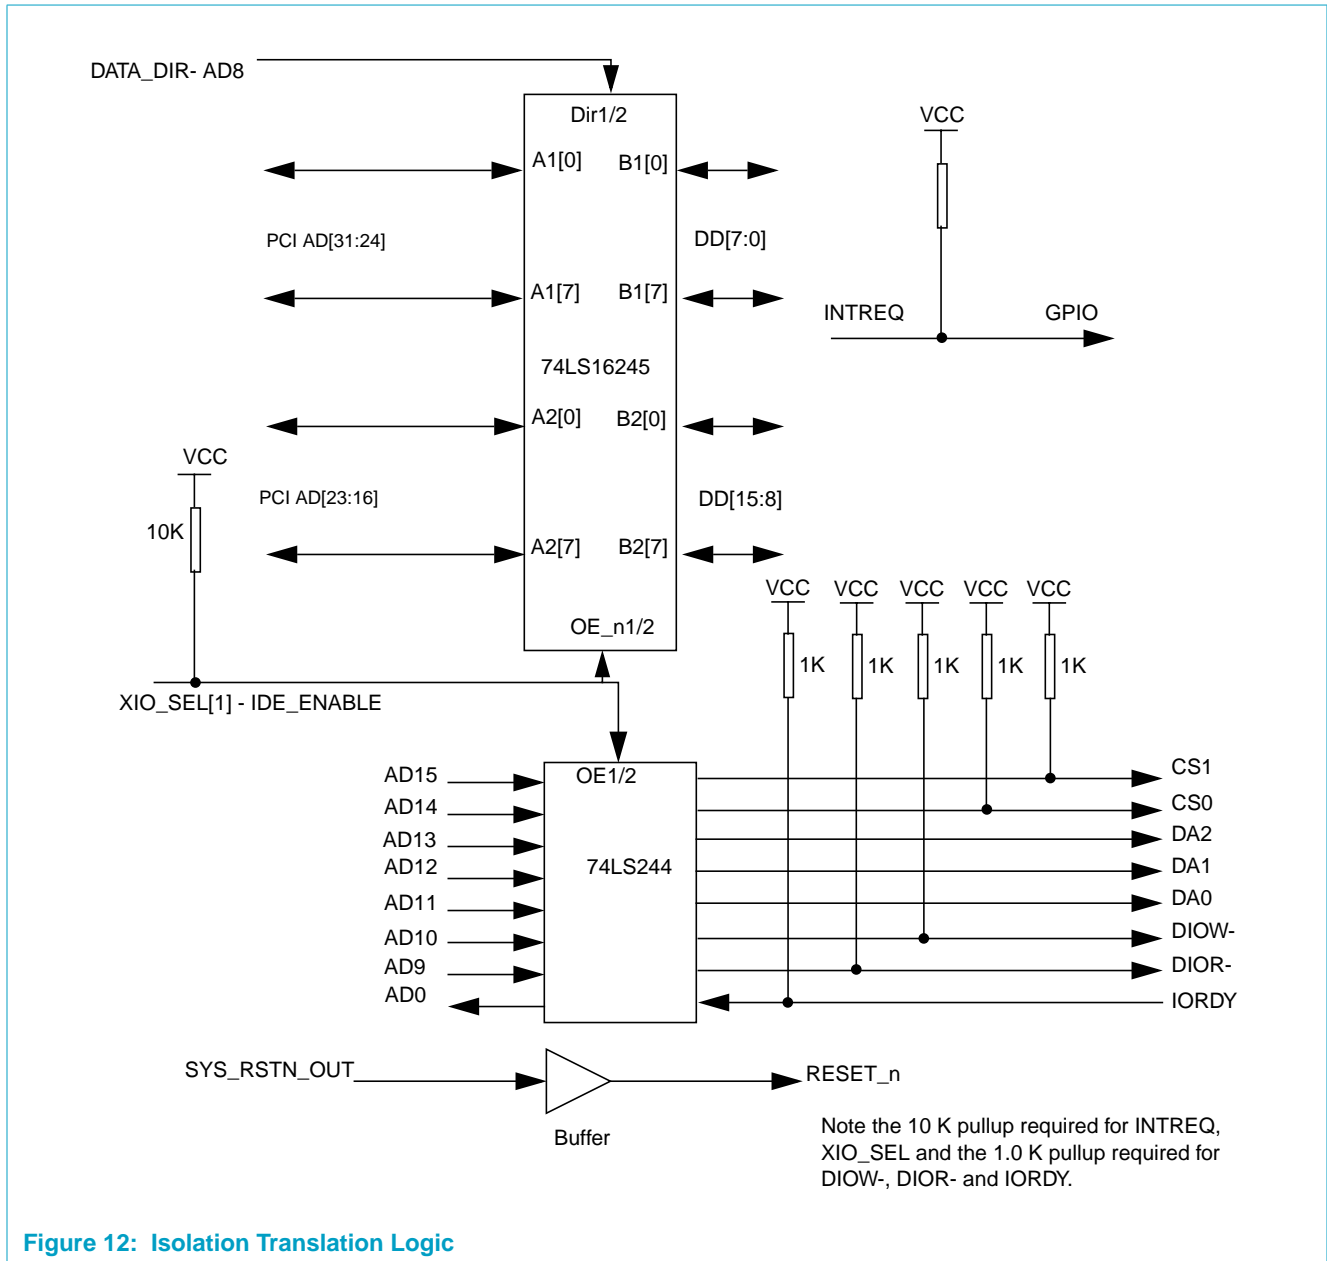 DATA_DIR- AD8
Dir1/2
VCC
A1[0] B1[0]
PCI AD[31:24]
DD[7:0]
A1[7] B1[7]
INTREQ GPIO
74LS16245
A2[0] B2[0]
VCC
PCI AD[23:16]
DD[15:8]
10K
A2[7] B2[7]
VCC VCC VCC VCC VCC
OE_n1/2
1K 1K 1K 1K 1K
XIO_SEL[1] - IDE_ENABLE
AD15 OE1/2 CS1
AD14 CS0
AD13 DA2
AD12 74LS244 DA1
AD11 DA0
AD10 DIOW-
AD9 DIOR-
AD0 IORDY
SYS_RSTN_OUT RESET_n
Buffer
Note the 10 K pullup required for INTREQ,
XIO_SEL and the 1.0 K pullup required for
DIOW-, DIOR- and IORDY.
Figure 12: Isolation Translation Logic